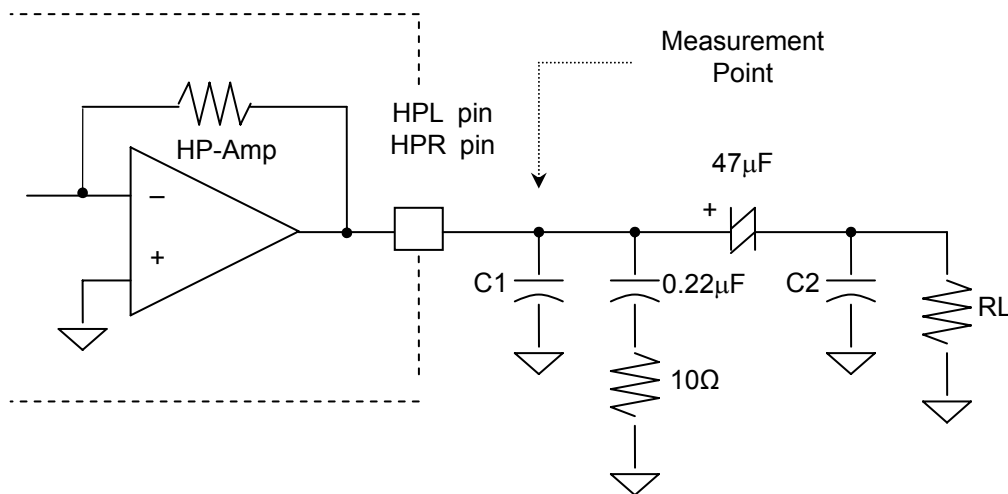 Measurement
Point
HPL pin
HPR pin
HP-Amp
47μF
−
+
+
C1
0.22μF
C2
RL
10Ω